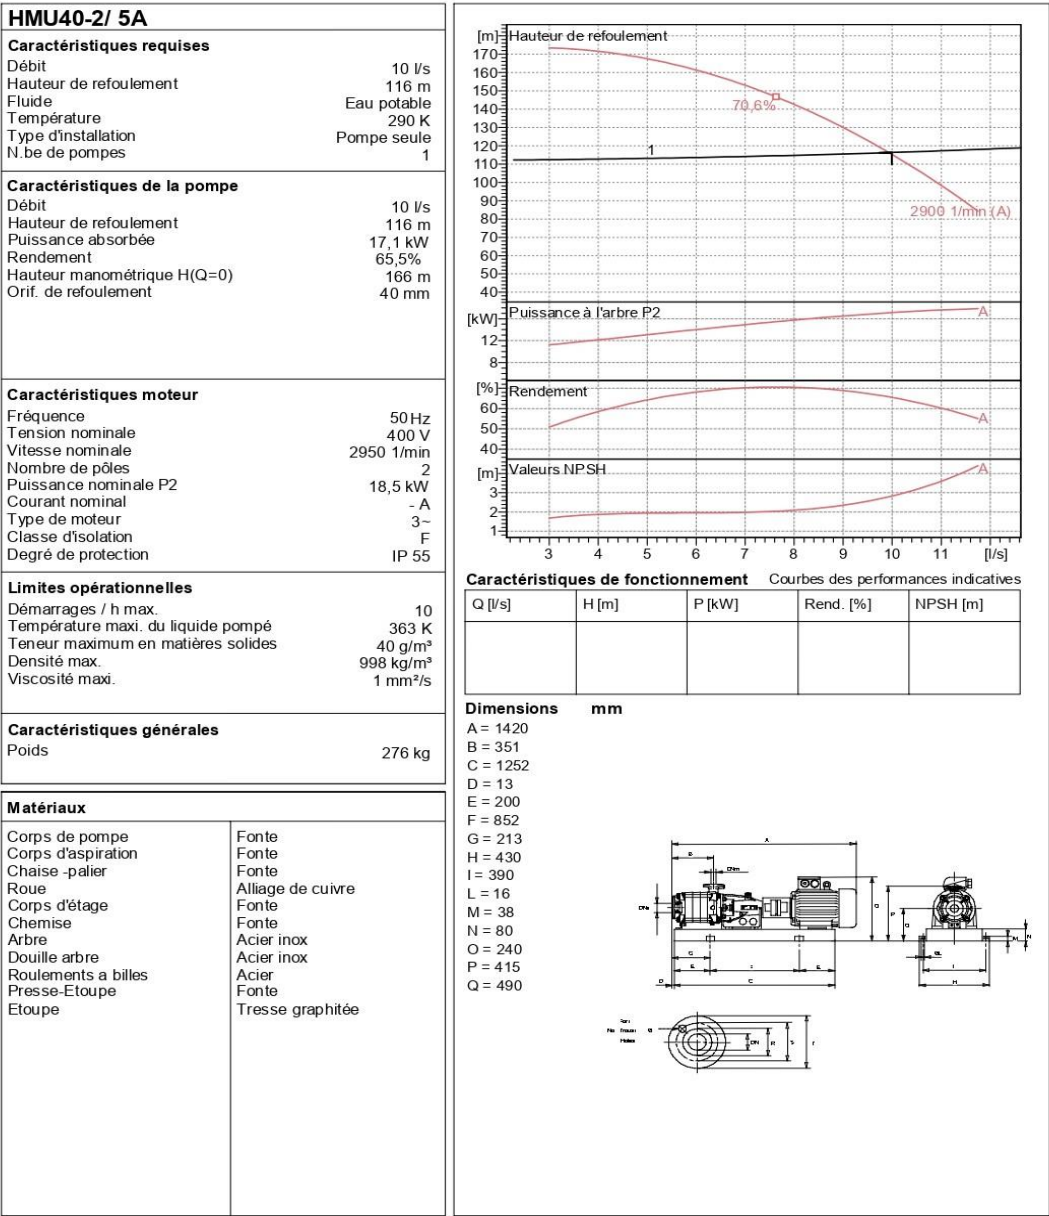 HMU40-2/ 5A
Caractéristiques requises
Débit 10 l/s
Hauteur de refoulement 116 m
Fluide Eau potable
Température 290 K
Type d'installation Pompe seule
N.be de pompes 1
Caractéristiques de la pompe
Débit 10 l/s
Hauteur de refoulement 116 m
Puissance absorbée 17,1 kW
Rendement 65,5%
Hauteur manométrique H(Q=0) 166 m
Orif. de refoulement 40 mm
Caractéristiques moteur
Fréquence 50 Hz
Tension nominale 400 V
Vitesse nominale 2950 1/min
Nombre de pôles 2
Puissance nominale P2 18,5 kW
Courant nominal - A
Type de moteur 3~
Classe d'isolation F
Degré de protection IP 55
Limites opérationnelles
Démarrages / h max. 10
Température maxi. du liquide pompé 363 K
Teneur maximum en matières solides 40 g/m³
Densité max. 998 kg/m³
Viscosité maxi. 1 mm²/s
Caractéristiques générales
Poids 276 kg
Matériaux
Corps de pompe Fonte
Corps d'aspiration Fonte
Chaise -palier Fonte
Roue Alliage de cuivre
Corps d'étage Fonte
Chemise Fonte
Arbre Acier inox
Douille arbre Acier inox
Roulements a billes Acier
Presse-Etoupe Fonte
Etoupe Tresse graphitée
[m] Hauteur de refoulement
170
160
150
140 70,6%
130
120 1
110
100
90
80 2900 1/min (A)
70
60
50
40
[kW] Puissance à l'arbre P2 A
12
8
[%] Rendement
60
50 A
40
[m] Valeurs NPSH A
3
2
1
3 4 5 6 7 8 9 10 11 [l/s]
Caractéristiques de fonctionnement Courbes des performances indicatives
Q [l/s] H [m] P [kW] Rend. [%] NPSH [m]
Dimensions mm
A = 1420
B = 351
C = 1252
D = 13
E = 200
F = 852
G = 213
H = 430
I = 390
L = 16
M = 38
N = 80
O = 240
P = 415
Q = 490
A
B
DNm
G
E
E
C
I
H
DN